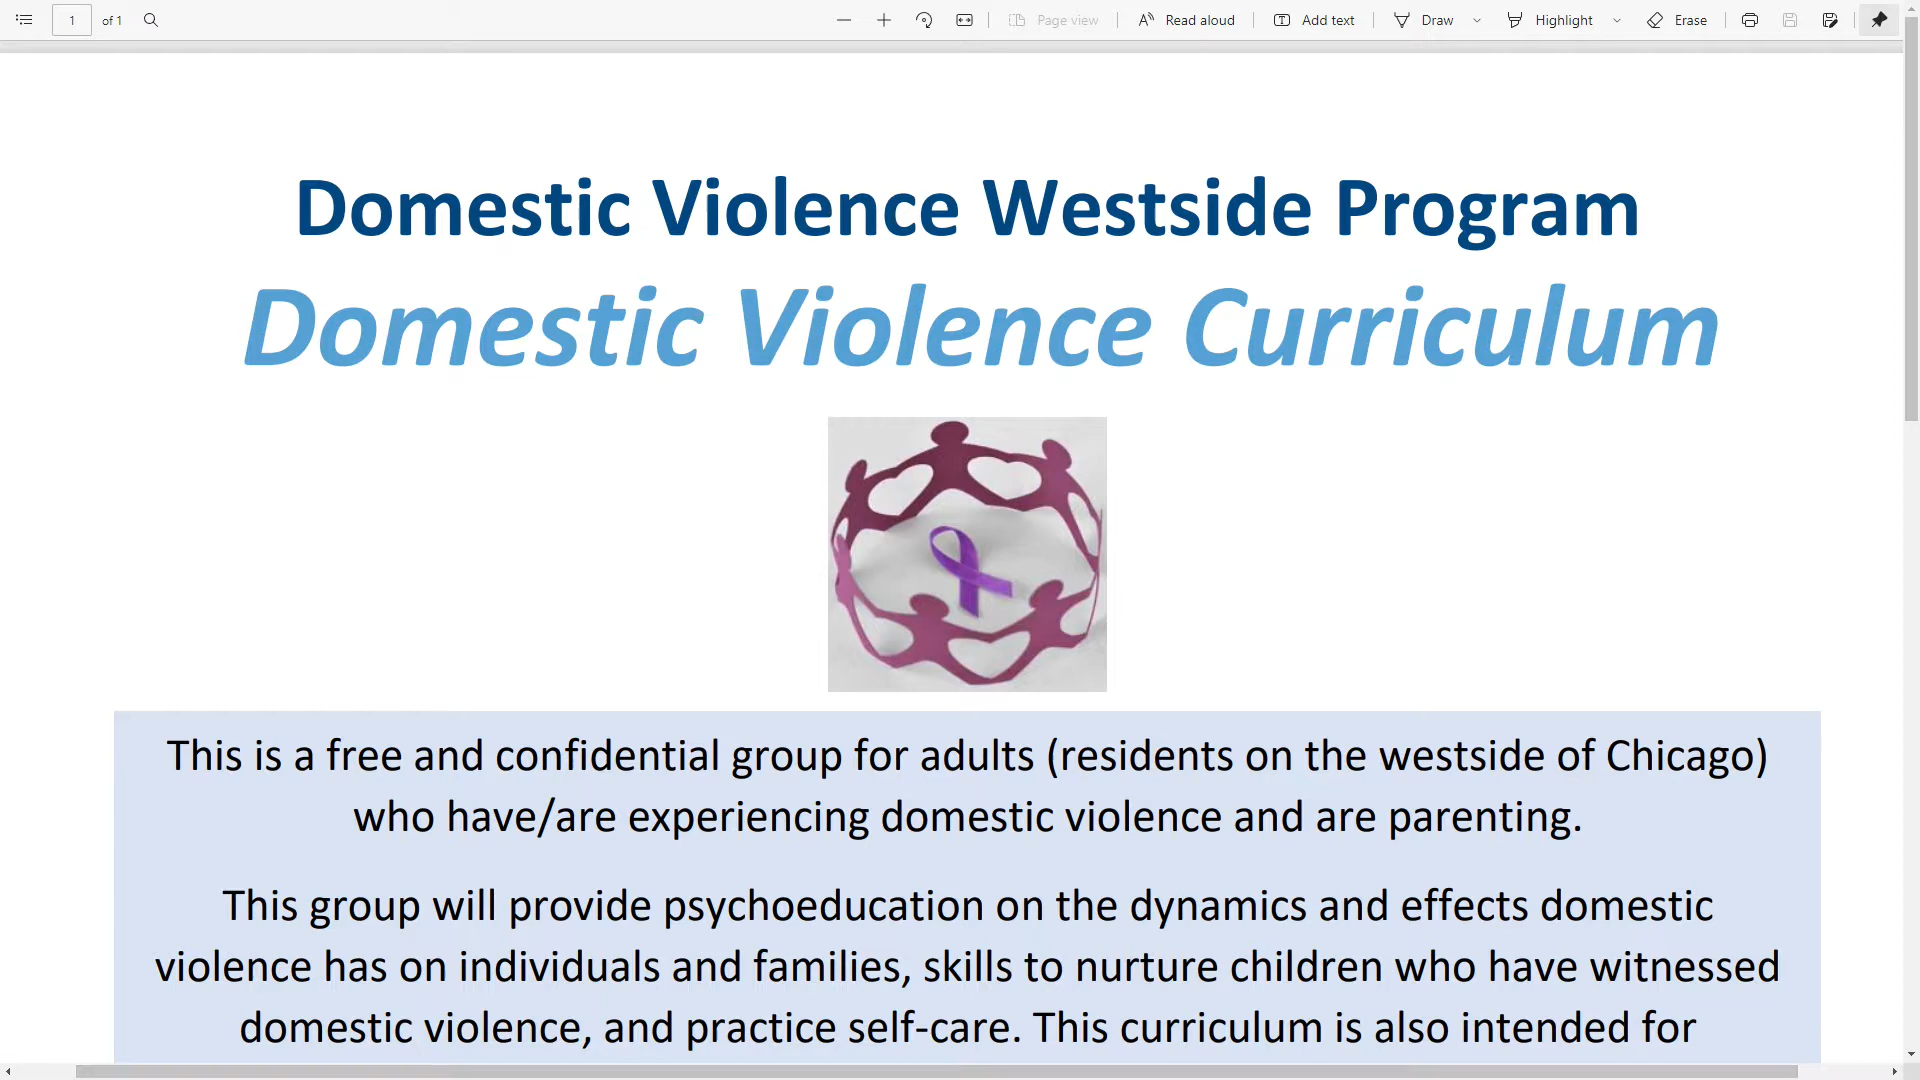 1 of 1 Page view Read aloud Add text Draw Highlight Erase
Domestic Violence Westside Program
Domestic Violence Curriculum
This is a free and confidential group for adults (residents on the westside of Chicago)
who have/are experiencing domestic violence and are parenting.
This group will provide psychoeducation on the dynamics and effects domestic
violence has on individuals and families, skills to nurture children who have witnessed
domestic violence, and practice self-care. This curriculum is also intended for